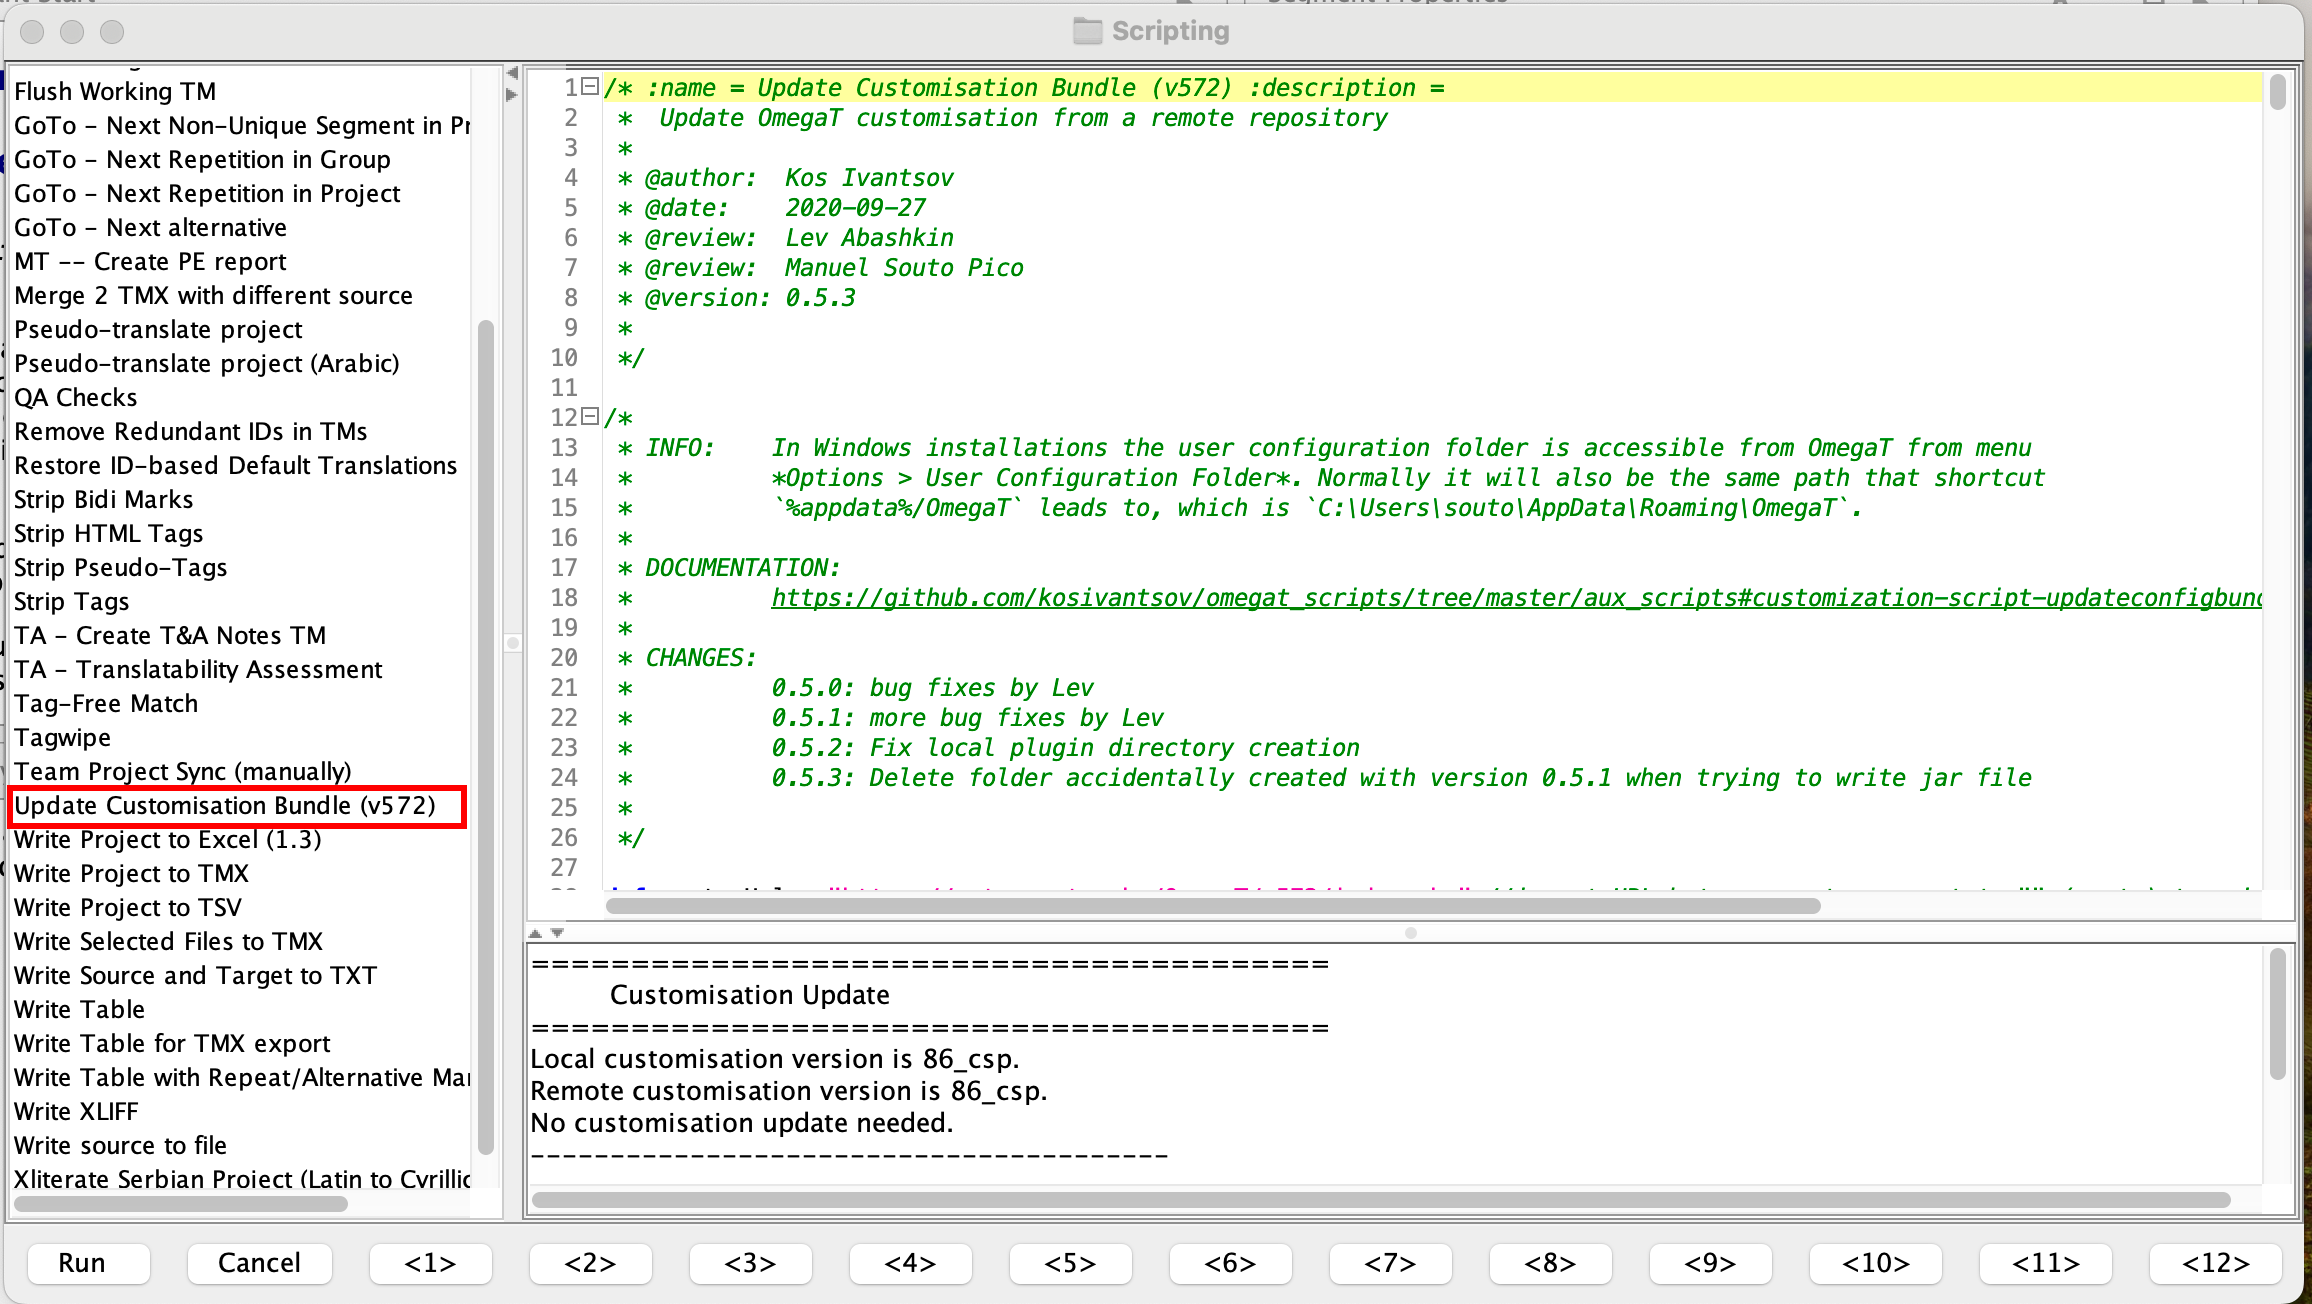 Segment Properties
Scripting
Flush Working TM
GoTo - Next Non-Unique Segment in Pr
GoTo - Next Repetition in Group
GoTo - Next Repetition in Project
GoTo - Next alternative
MT -- Create PE report
Merge 2 TMX with different source
Pseudo-translate project
Pseudo-translate project (Arabic)
QA Checks
Remove Redundant IDs in TMs
Restore ID-based Default Translations
Strip Bidi Marks
Strip HTML Tags
Strip Pseudo-Tags
Strip Tags
TA - Create T&A Notes TM
TA - Translatability Assessment
Tag-Free Match
Tagwipe
Team Project Sync (manually)
Update Customisation Bundle (v572)
Write Project to Excel (1.3)
Write Project to TMX
Write Project to TSV
Write Selected Files to TMX
Write Source and Target to TXT
Write Table
Write Table for TMX export
Write Table with Repeat/Alternative Mar
Write XLIFF
Write source to file
Xliterate Serbian Project (Latin to Cyrillic
1 /* :name = Update Customisation Bundle (v572) :description =
2 * Update OmegaT customisation from a remote repository
3 *
4 * @author: Kos Ivantsov
5 * @date: 2020-09-27
6 * @review: Lev Abashkin
7 * @review: Manuel Souto Pico
8 * @version: 0.5.3
9 *
10 */
11
12 /*
13 * INFO: In Windows installations the user configuration folder is accessible from OmegaT from menu
14 * *Options > User Configuration Folder*. Normally it will also be the same path that shortcut
15 * `%appdata%/OmegaT` leads to, which is `C:\Users\souto\AppData\Roaming\OmegaT`.
16 *
17 * DOCUMENTATION:
18 * https://github.com/kosivantsov/omegat_scripts/tree/master/aux_scripts#customization-script-updateconfigbund
19 *
20 * CHANGES:
21 * 0.5.0: bug fixes by Lev
22 * 0.5.1: more bug fixes by Lev
23 * 0.5.2: Fix local plugin directory creation
24 * 0.5.3: Delete folder accidentally created with version 0.5.1 when trying to write jar file
25 *
26 */
27
========================================
Customisation Update
========================================
Local customisation version is 86_csp.
Remote customisation version is 86_csp.
No customisation update needed.
----------------------------------------
Run Cancel <1> <2> <3> <4> <5> <6> <7> <8> <9> <10> <11> <12>